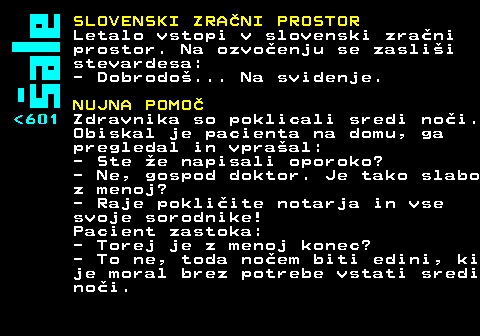 Šale
<601
SLOVENSKI ZRAČNI PROSTOR
Letalo vstopi v slovenski zračni
prostor. Na ozvočenju se zasliši
stevardesa:
- Dobrodoš... Na svidenje.
NUJNA POMOČ
Zdravnika so poklicali sredi noči.
Obiskal je pacienta na domu, ga
pregledal in vprašal:
- Ste že napisali oporoko?
- Ne, gospod doktor. Je tako slabo
z menoj?
- Raje pokličite notarja in vse
svoje sorodnike!
Pacient zastoka:
- Torej je z menoj konec?
- To ne, toda nočem biti edini, ki
je moral brez potrebe vstati sredi
noči.